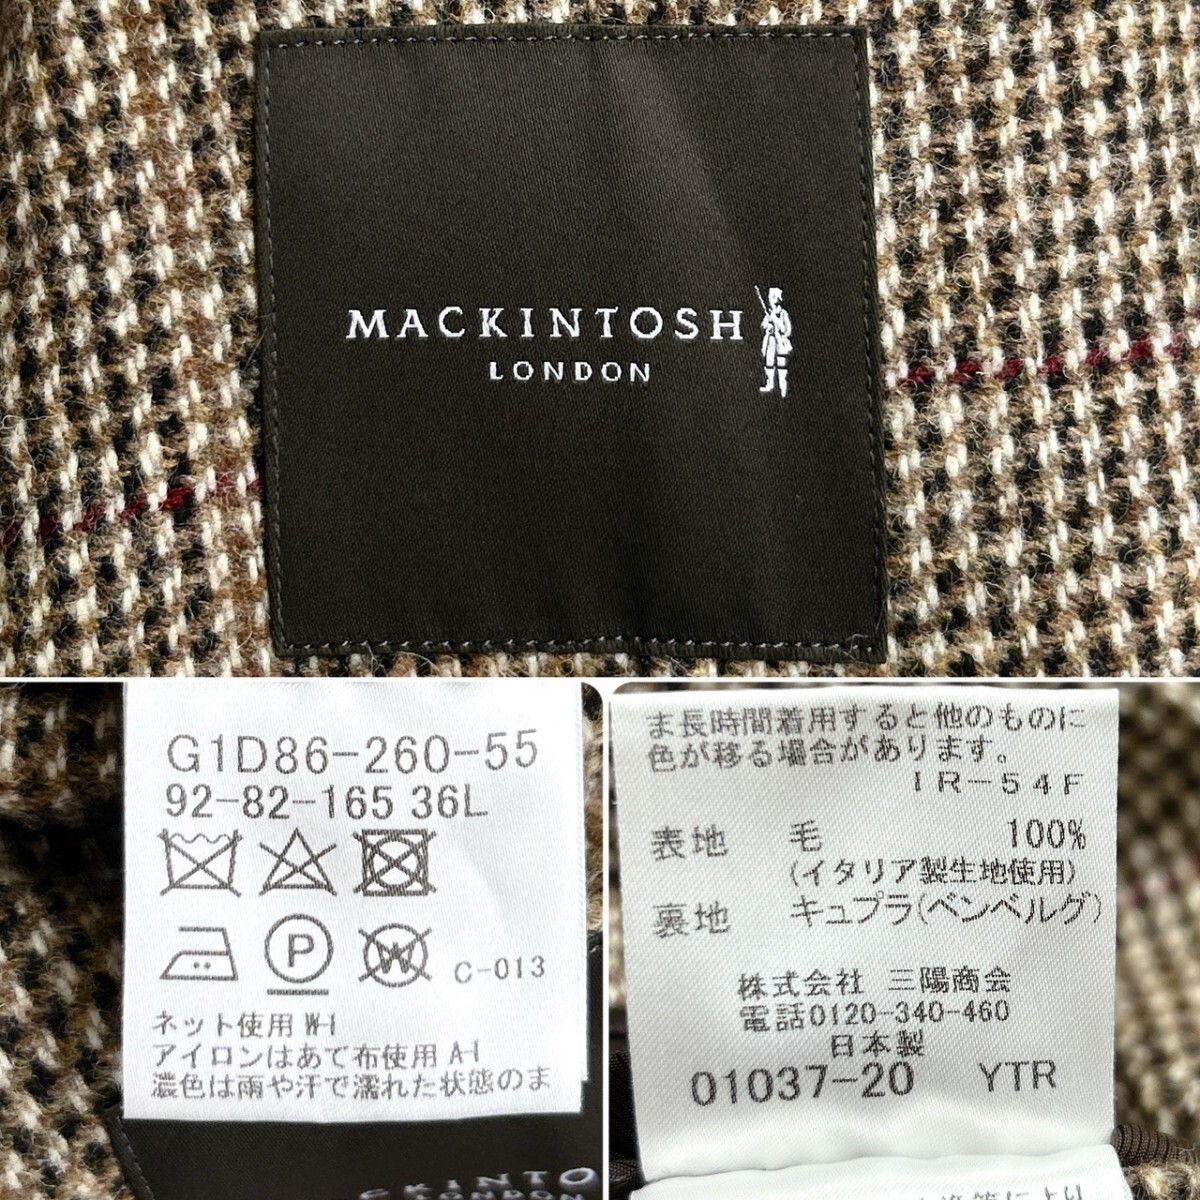 MACKINTOSH
LONDON
G1D86-260-55
92-82-165 36L
P
W
C-013
ネット使用 W-1
アイロンはあて布使用 A-1
濃色は雨や汗で濡れた状態のま
CKINTO
ま長時間着用すると他のものに
色が移る場合があります。
IR-54F
表地 毛 100%
(イタリア製生地使用)
裏地 キュプラ(ベンベルグ)
株式会社 三陽商会
電話0120-340-460
日本製
01037-20 YTR